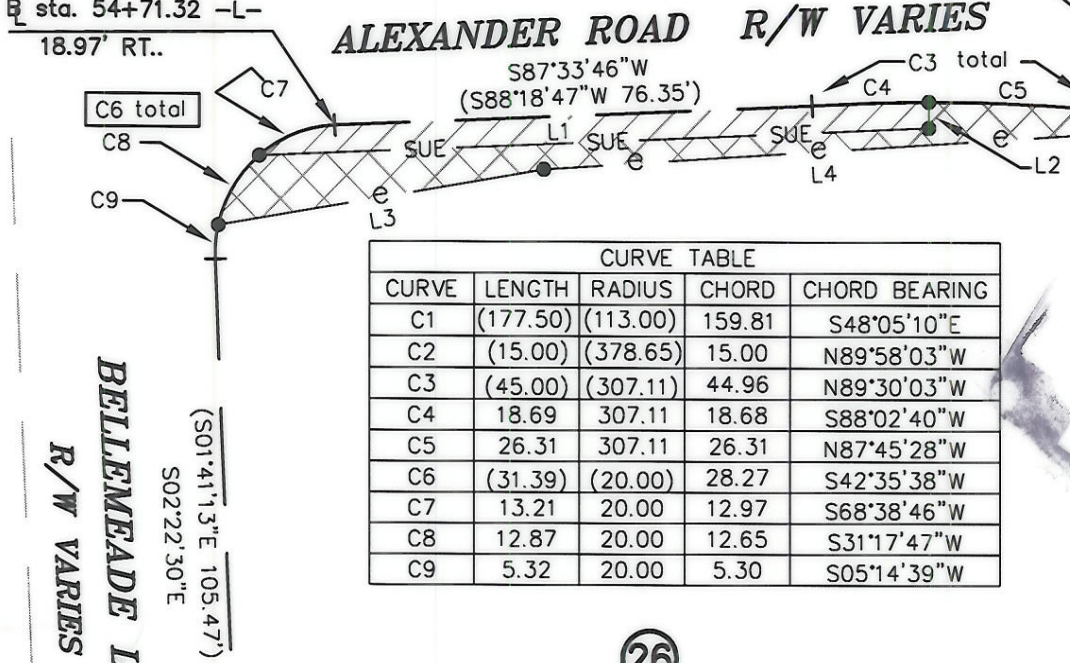 ℄ sta. 54+71.32 -L-
18.97' RT..
ALEXANDER ROAD R/W VARIES
S87°33'46"W
(S88°18'47"W 76.35')
C3 total
C7
C4
C5
C6 total
C8
L1
SUE
SUE
SUE
e
e
e
e
L2
L4
C9
L3
CURVE TABLE
CURVE LENGTH RADIUS CHORD CHORD BEARING
C1 (177.50) (113.00) 159.81 S48°05'10"E
C2 (15.00) (378.65) 15.00 N89°58'03"W
C3 (45.00) (307.11) 44.96 N89°30'03"W
C4 18.69 307.11 18.68 S88°02'40"W
C5 26.31 307.11 26.31 N87°45'28"W
C6 (31.39) (20.00) 28.27 S42°35'38"W
C7 13.21 20.00 12.97 S68°38'46"W
C8 12.87 20.00 12.65 S31°17'47"W
C9 5.32 20.00 5.30 S05°14'39"W
BELLEMEADE
R/W VARIES
(S01°41'13"E 105.47')
S02°22'30"E
26